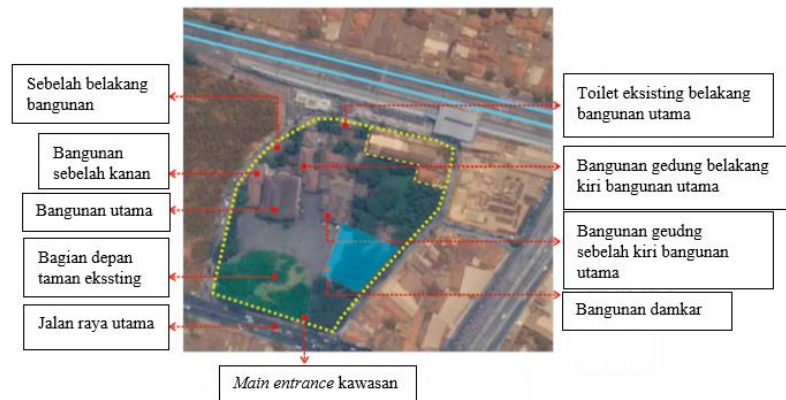 Sebelah belakang
bangunan
Bangunan
sebelah kanan
Bangunan utama
Bagian depan
taman eksssting
Jalan raya utama
Main entrance kawasan
Toilet eksisting belakang
bangunan utama
Bangunan gedung belakang
kiri bangunan utama
Bangunan geudng
sebelah kiri bangunan
utama
Bangunan damkar